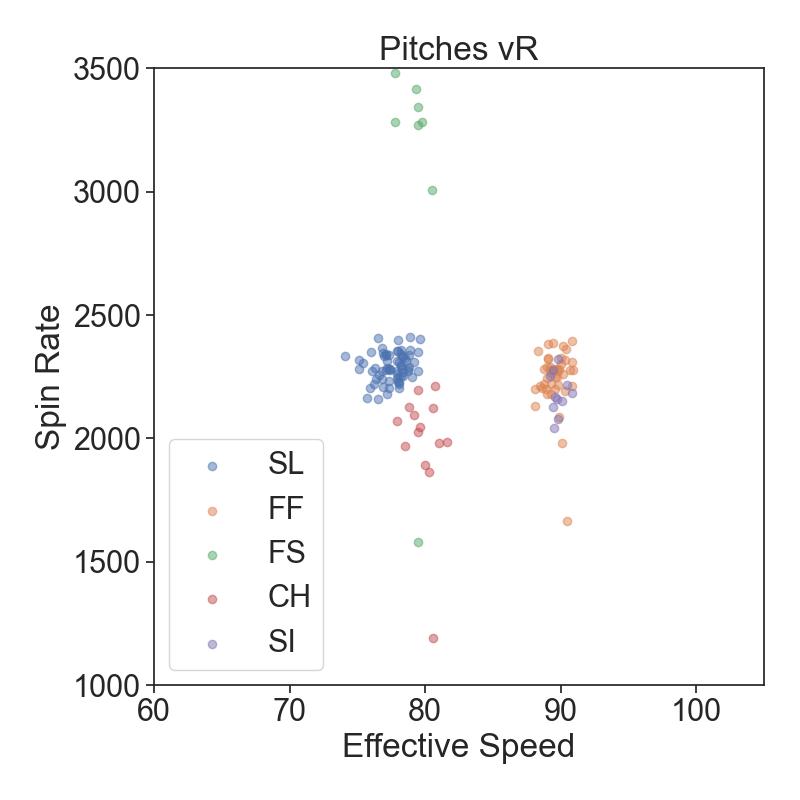 Pitches vR
3500
3000
2500
2000
1500
1000
Spin Rate
SL
FF
FS
CH
SI
60 70 80 90 100
Effective Speed